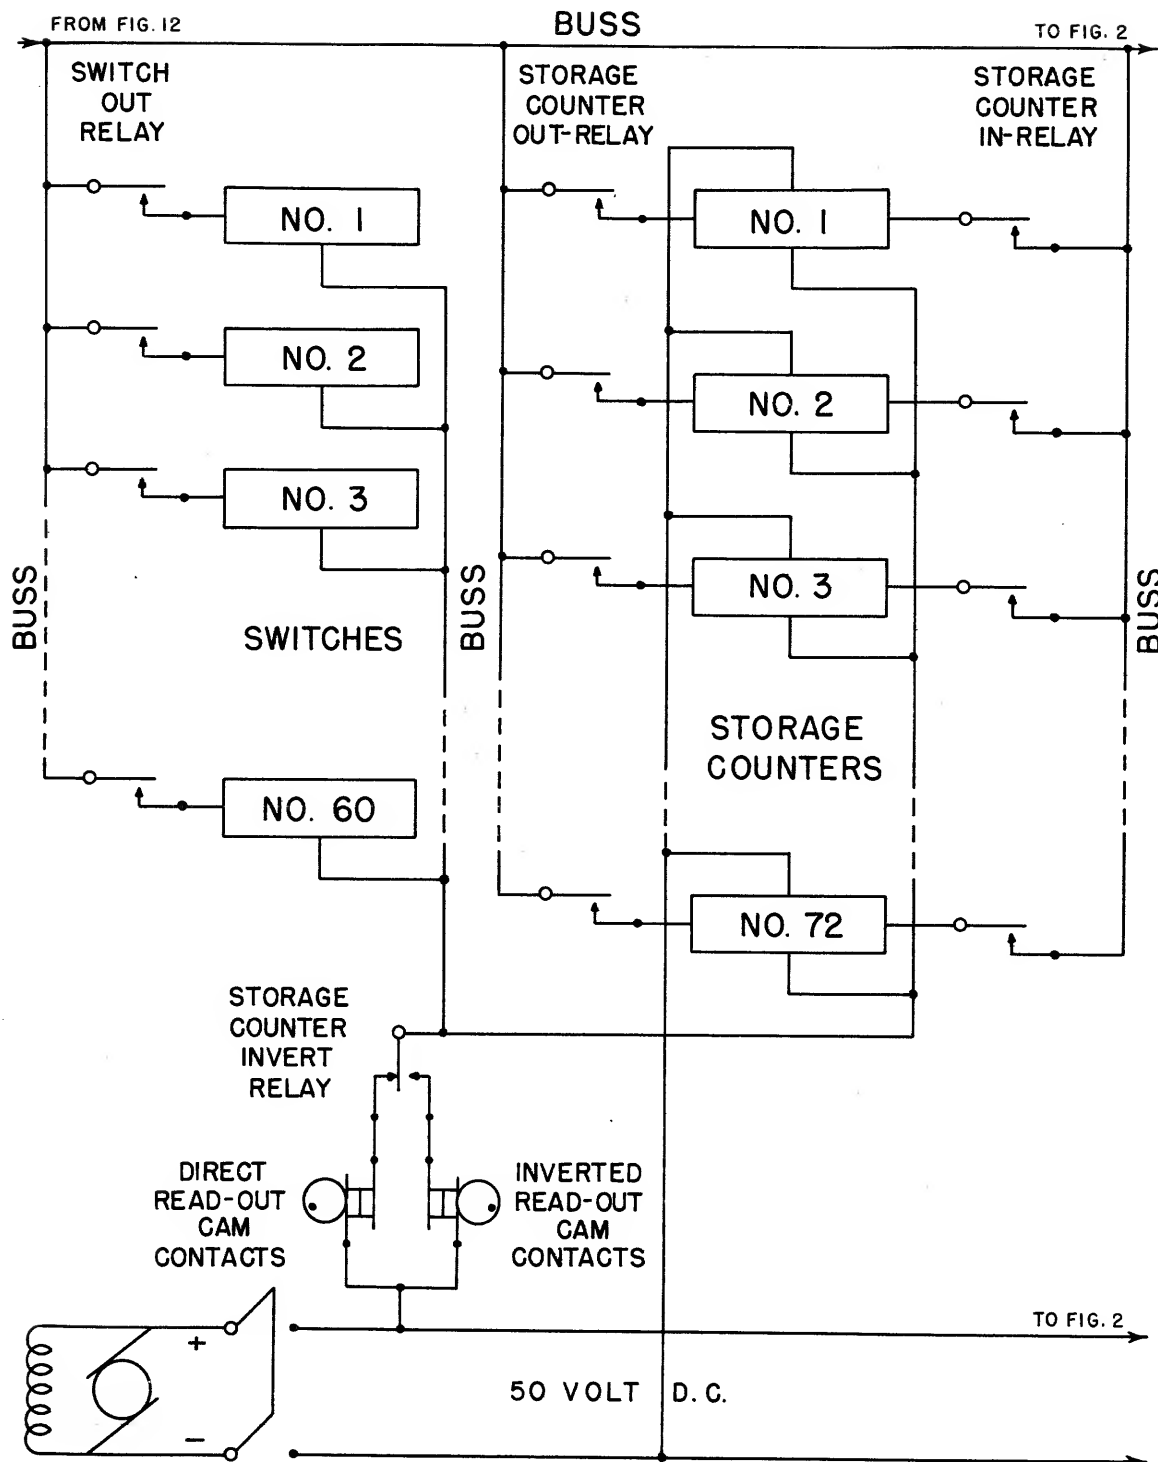 FROM FIG. 12
BUSS
TO FIG. 2
SWITCH
OUT
RELAY
STORAGE
COUNTER
OUT-RELAY
STORAGE
COUNTER
IN-RELAY
NO. 1
NO. 1
NO. 2
NO. 2
NO. 3
NO. 3
BUSS
SWITCHES
BUSS
BUSS
STORAGE
COUNTERS
NO. 60
NO. 72
STORAGE
COUNTER
INVERT
RELAY
DIRECT
READ-OUT
CAM
CONTACTS
INVERTED
READ-OUT
CAM
CONTACTS
+
−
TO FIG. 2
50 VOLT D.C.